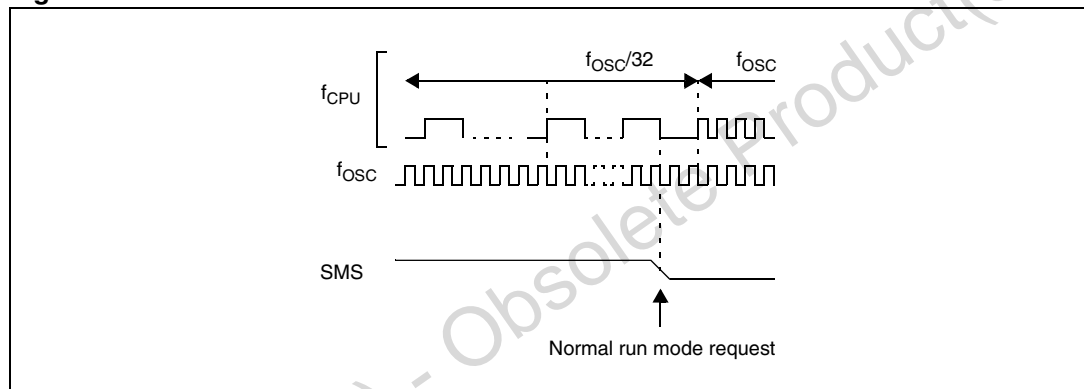 fOSC/32
fOSC
fCPU
fOSC
SMS
Normal run mode request
- Obsolete Product(